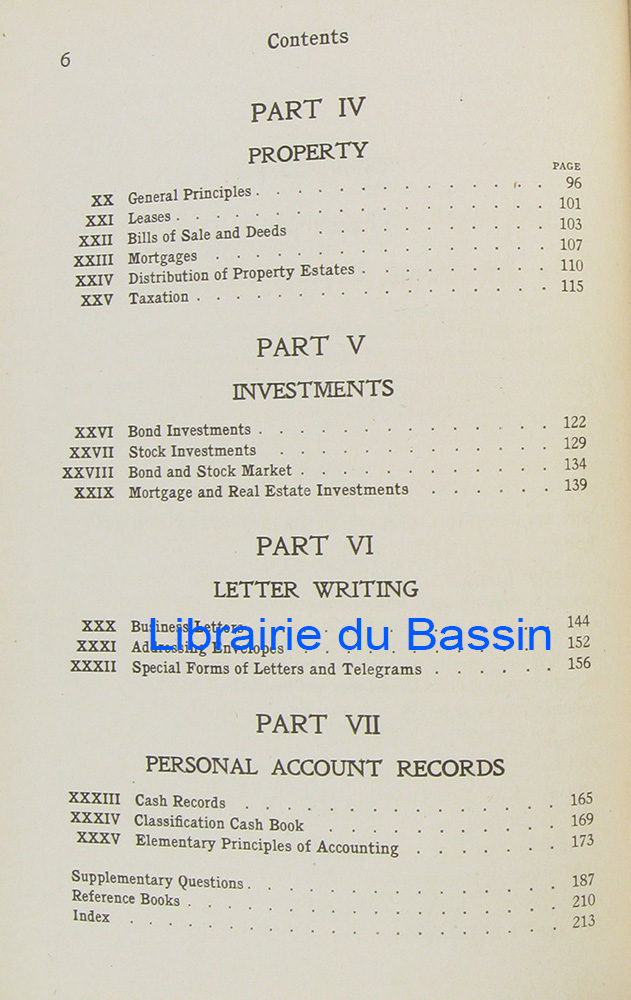 6
Contents
PART IV
PROPERTY
PAGE
XX General Principles . . . . . . . . . . . . . . . 96
XXI Leases . . . . . . . . . . . . . . . . . . 101
XXII Bills of Sale and Deeds . . . . . . . . . . . . 103
XXIII Mortgages . . . . . . . . . . . . . . . . . 107
XXIV Distribution of Property Estates . . . . . . . . . . 110
XXV Taxation . . . . . . . . . . . . . . . . . . 115
PART V
INVESTMENTS
XXVI Bond Investments . . . . . . . . . . . . . . . 122
XXVII Stock Investments . . . . . . . . . . . . . . 129
XXVIII Bond and Stock Market . . . . . . . . . . . . . 134
XXIX Mortgage and Real Estate Investments . . . . . . 139
PART VI
LETTER WRITING
XXX Business Letters . . . . . . . . . . . . . . . 144
Librairie du Bassin
XXXI Addressing Envelopes . . . . . . . . . . . . . 152
XXXII Special Forms of Letters and Telegrams . . . . . . 156
PART VII
PERSONAL ACCOUNT RECORDS
XXXIII Cash Records . . . . . . . . . . . . . . . . 165
XXXIV Classification Cash Book . . . . . . . . . . . . 169
XXXV Elementary Principles of Accounting . . . . . . . 173
Supplementary Questions . . . . . . . . . . . . . . . 187
Reference Books . . . . . . . . . . . . . . . . . . 210
Index . . . . . . . . . . . . . . . . . . . . . 213